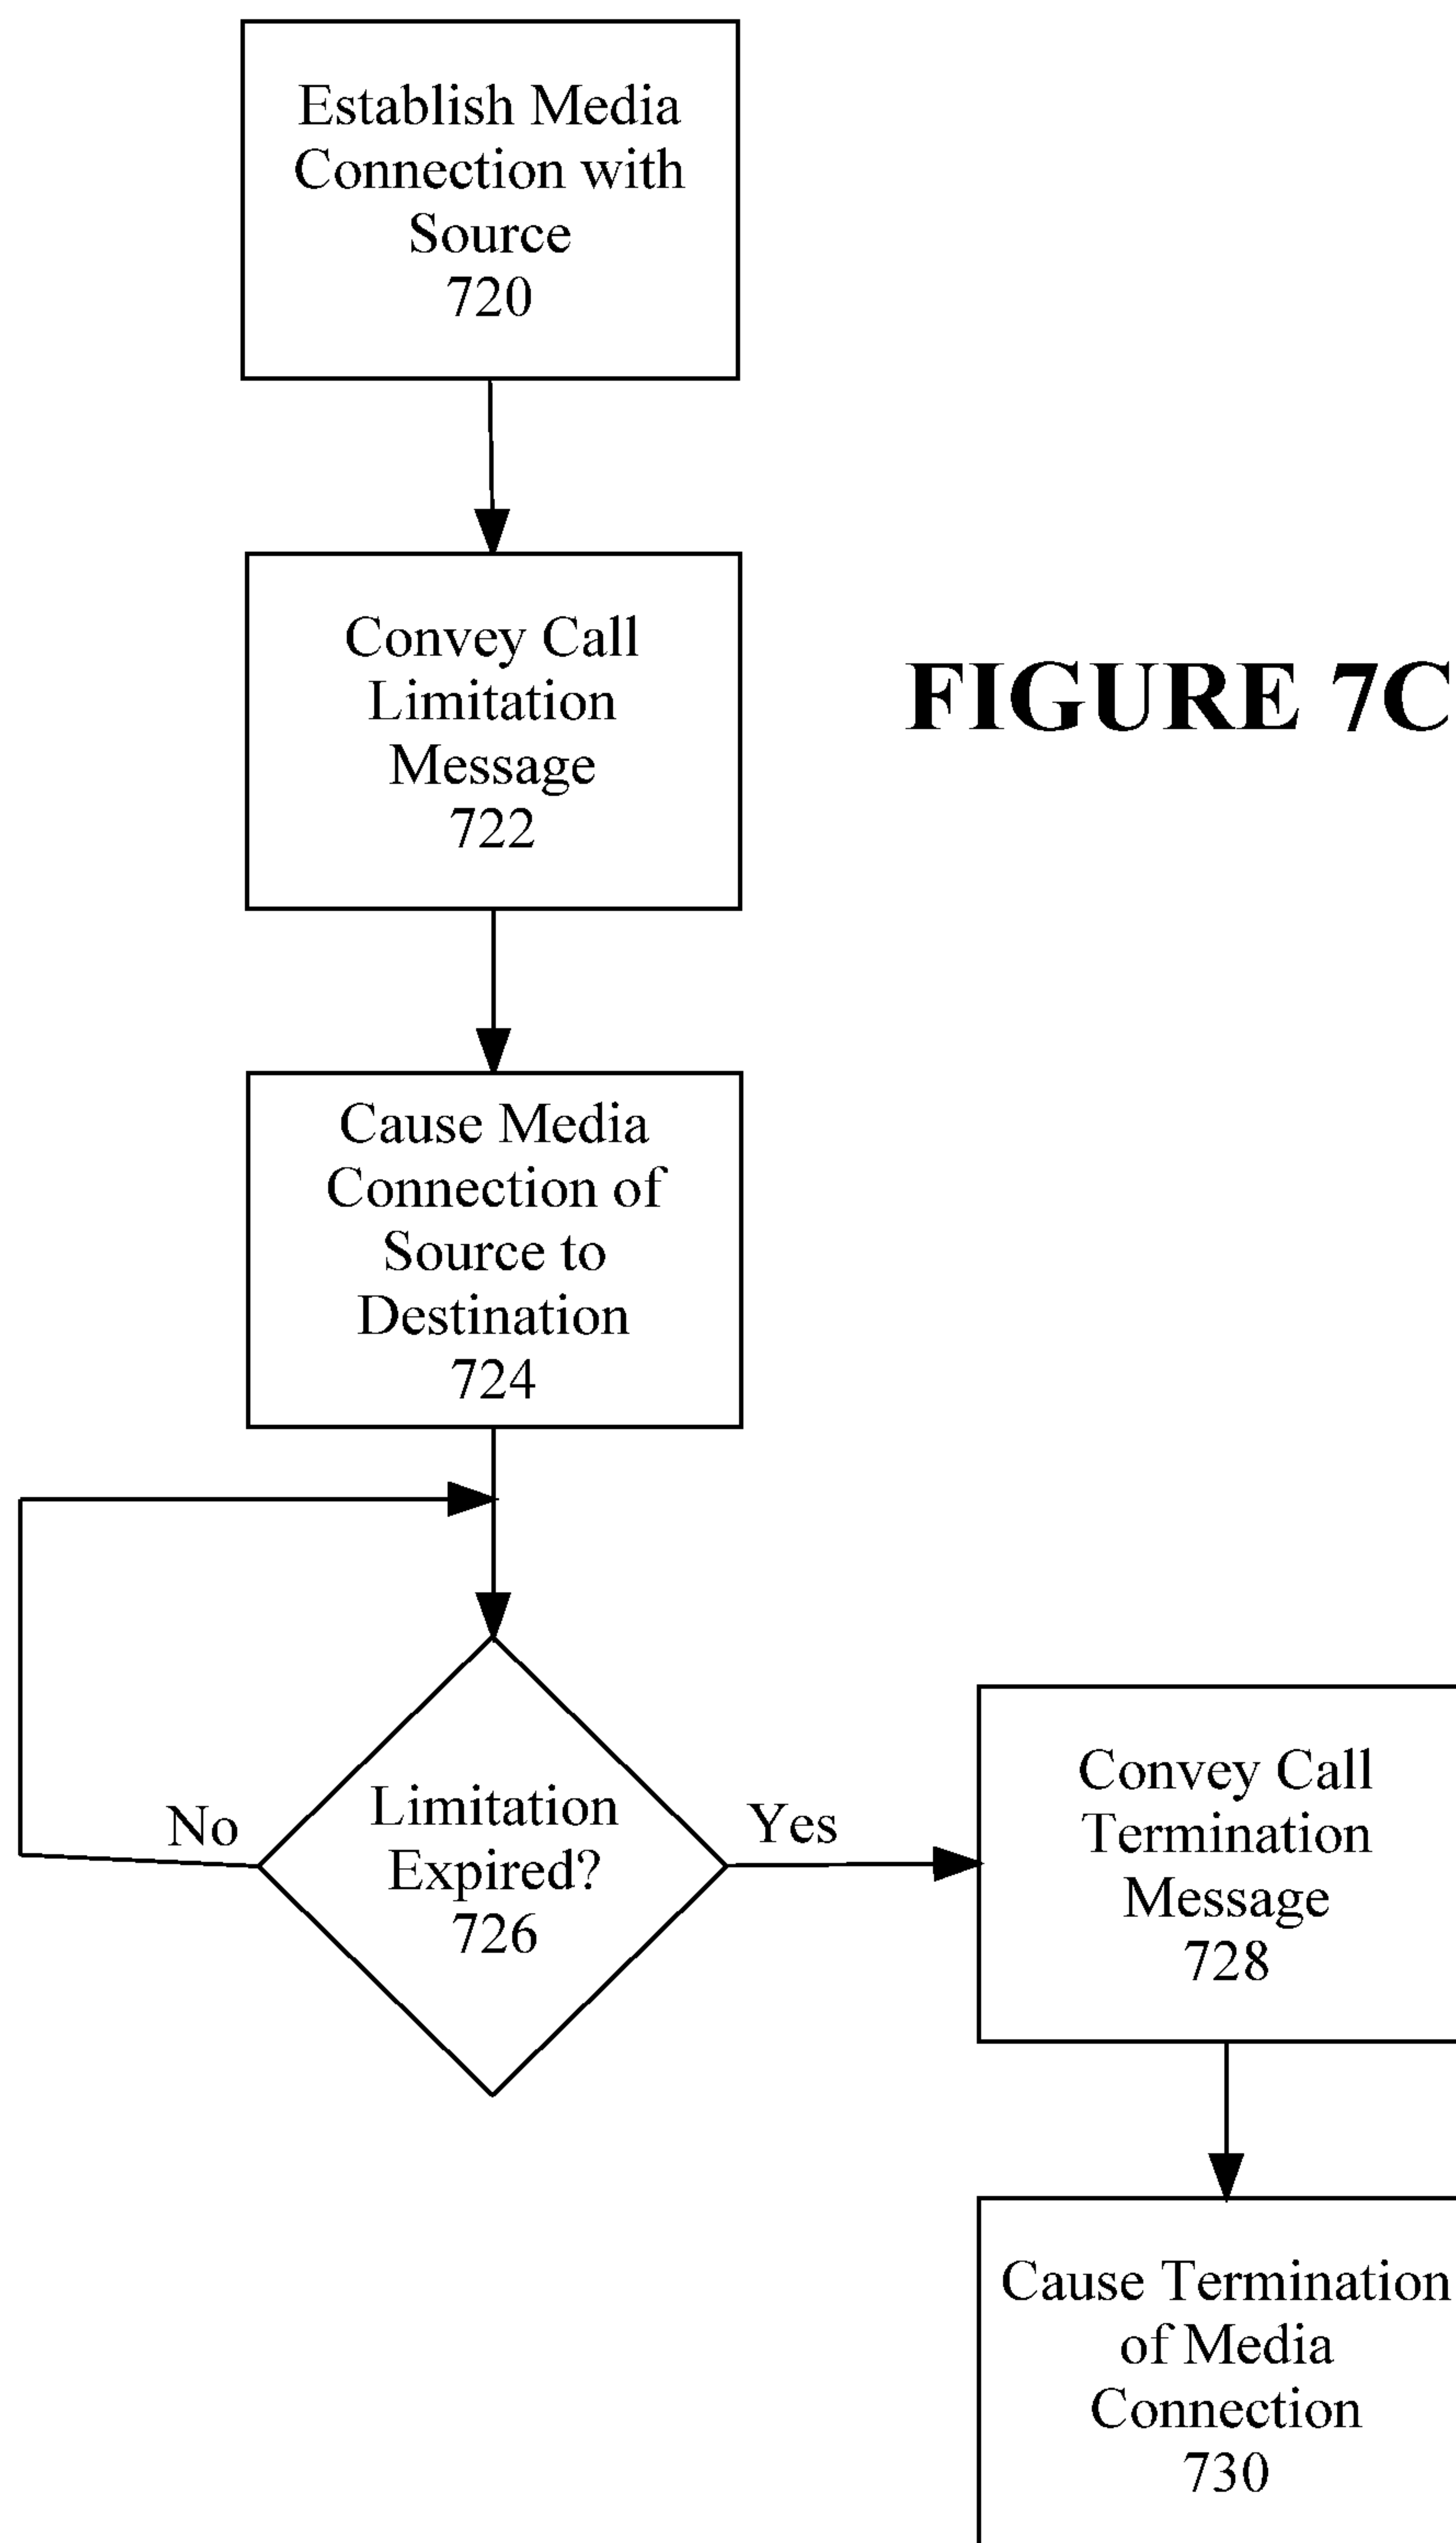 Establish Media
Connection with
Source
720
Convey Call
Limitation
Message
722
FIGURE 7C
Cause Media
Connection of
Source to
Destination
724
No
Limitation
Expired?
726
Yes
Convey Call
Termination
Message
728
Cause Termination
of Media
Connection
730